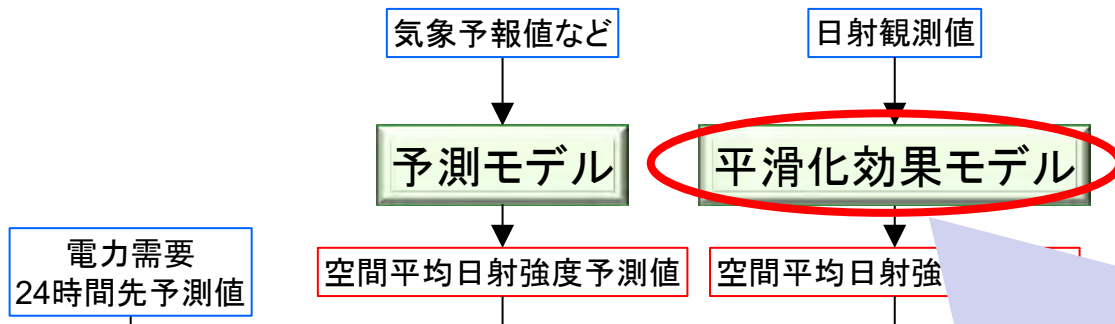 気象予報値など
日射観測値
予測モデル
平滑化効果モデル
電力需要
24時間先予測値
空間平均日射強度予測値
空間平均日射強